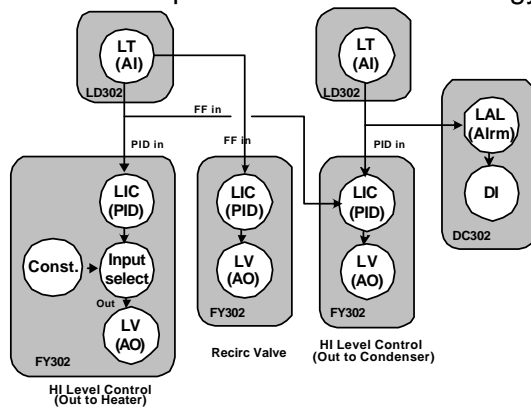 LT
(AI)
LD302
LT
(AI)
LD302
FF in
FF in
PID in
PID in
LAL
(Alrm)
DI
DC302
LIC
(PID)
Const.
Input
select
Out
LV
(AO)
FY302
LIC
(PID)
LV
(AO)
FY302
LIC
(PID)
LV
(AO)
FY302
HI Level Control
(Out to Heater)
Recirc Valve
HI Level Control
(Out to Condenser)